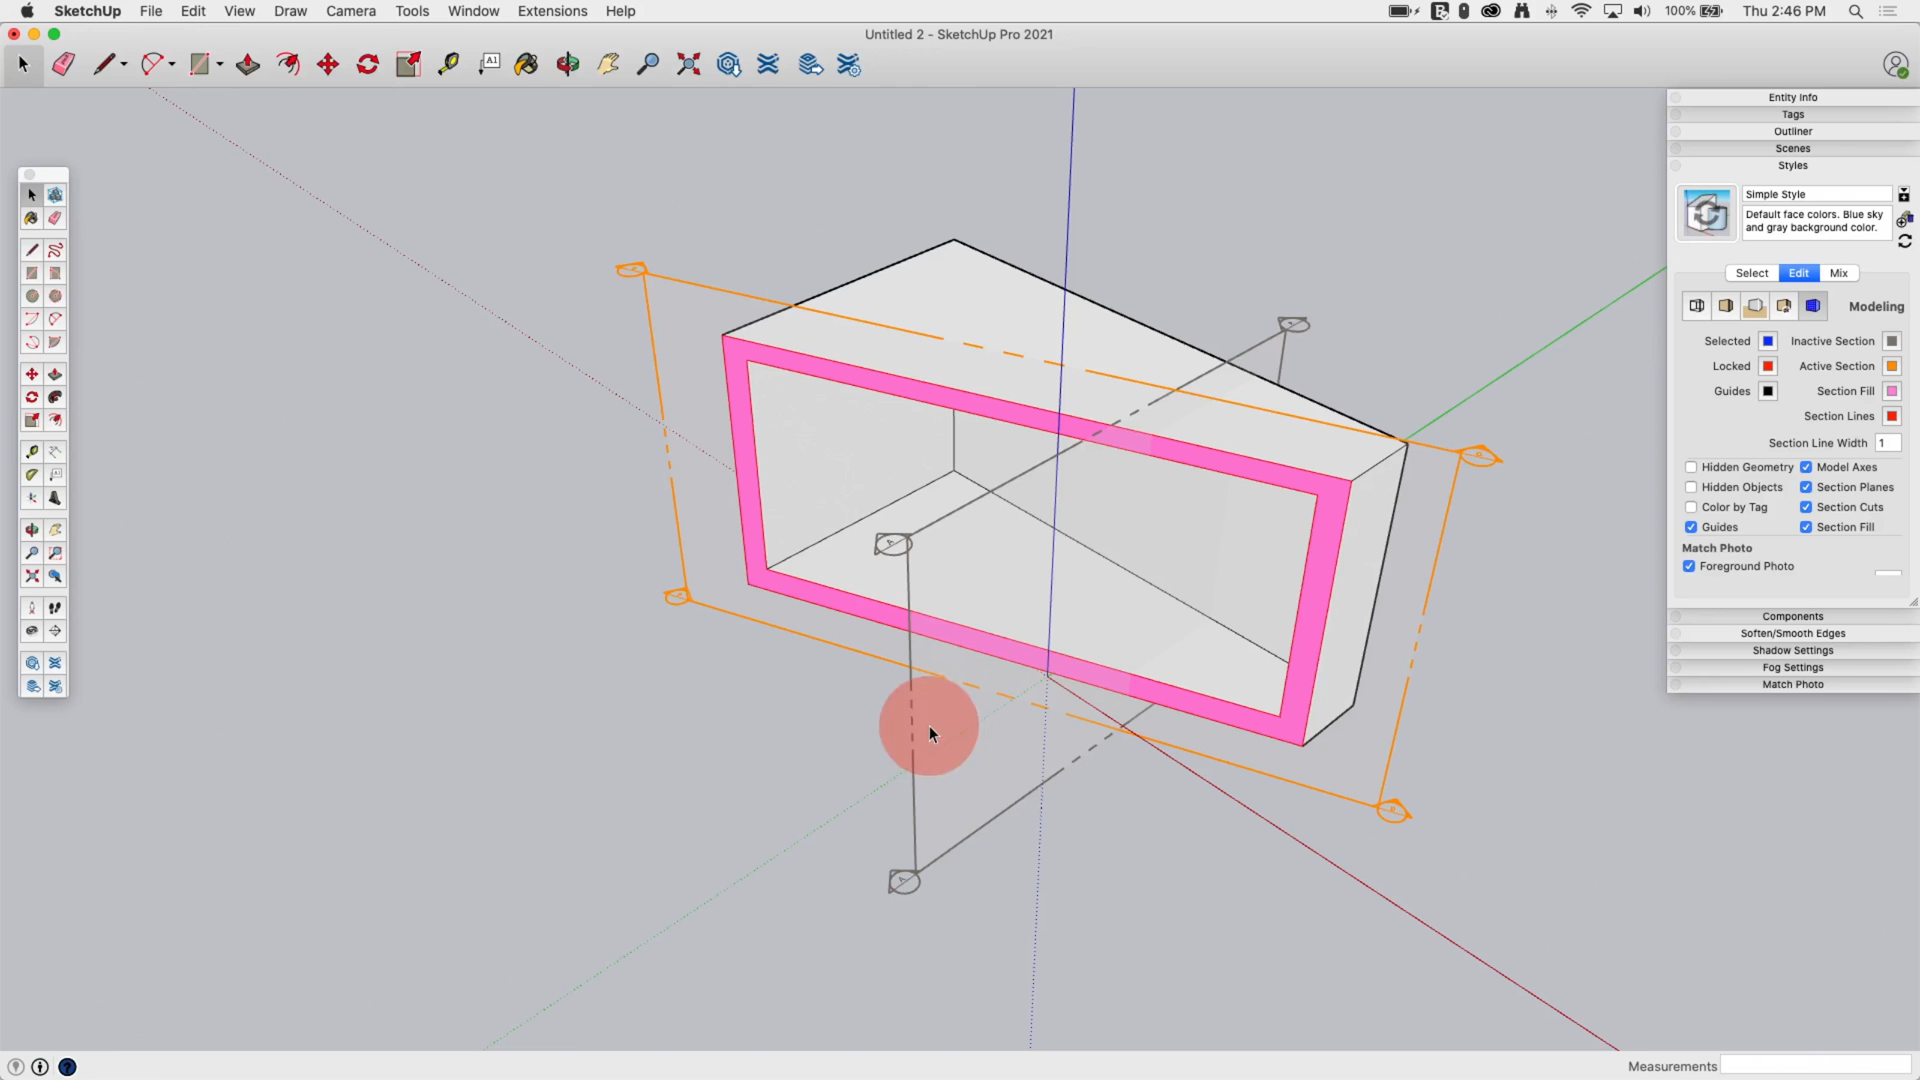 SketchUp File Edit View Draw Camera Tools Window Extensions Help 100% Thu 2:46 PM
Untitled 2 - SketchUp Pro 2021
A1
Entity Info
Tags
Outliner
Scenes
Styles
Simple Style
Default face colors. Blue sky
and gray background color.
Select Edit Mix
Modeling
Selected Inactive Section
Locked Active Section
Guides Section Fill
Section Lines
Section Line Width 1
Hidden Geometry Model Axes
Hidden Objects Section Planes
Color by Tag Section Cuts
Guides Section Fill
Match Photo
Foreground Photo
Components
Soften/Smooth Edges
Shadow Settings
Fog Settings
Match Photo
A
A
Measurements